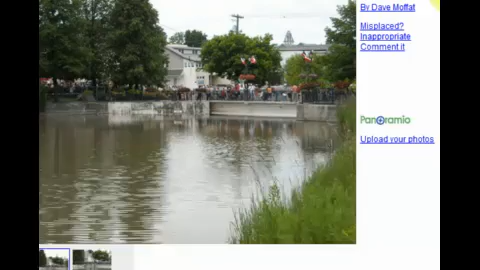 By Dave Moffat
Misplaced?
Inappropriate
Comment it
Panoramio
Upload your photos